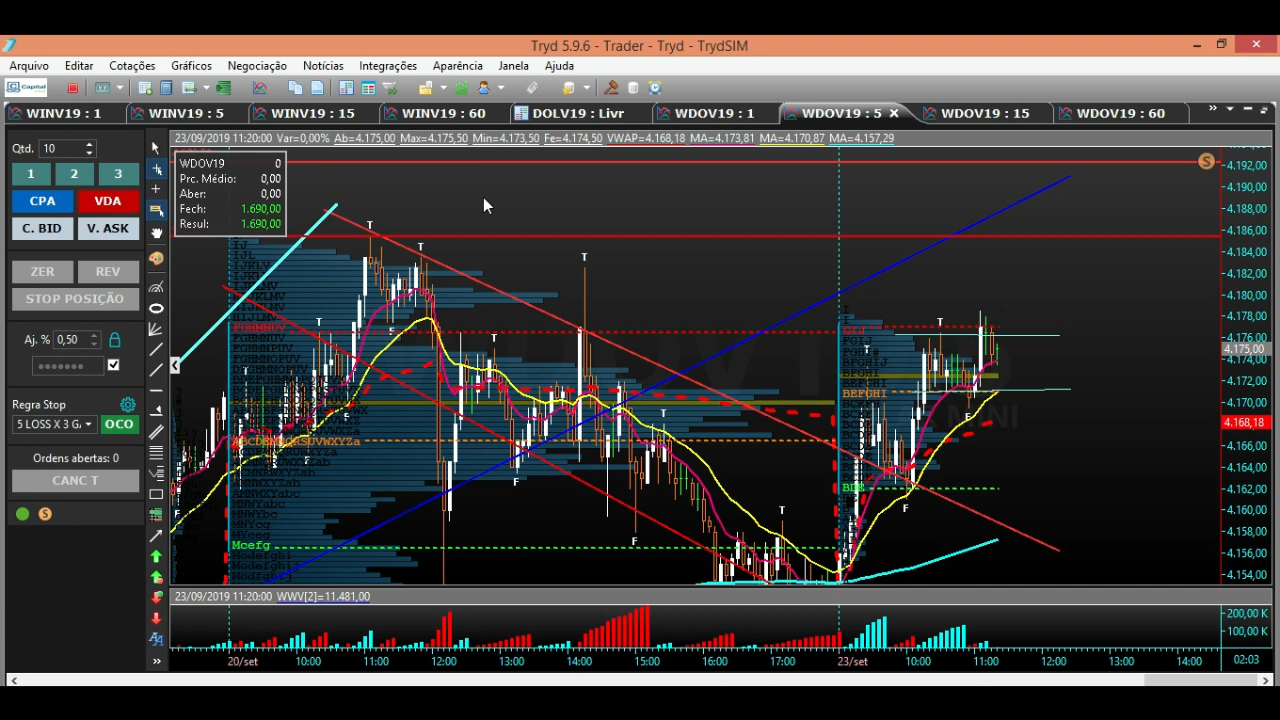 Tryd 5.9.6 - Trader - Tryd - TrydSIM
Arquivo Editar Cotações Gráficos Negociação Notícias Integrações Aparência Janela Ajuda
Capital
WINV19 : 1 WINV19 : 5 WINV19 : 15 WINV19 : 60 DOLV19 : Livr WDOV19 : 1 WDOV19 : 5 WDOV19 : 15 WDOV19 : 60
23/09/2019 11:20:00 Var=0,00% Ab=4.175,00 Max=4.175,50 Min=4.173,50 Fe=4.174,50 VWAP=4.168,18 MA=4.173,81 MA=4.170,87 MA=4.157,29
Qtd. 10
1 2 3
CPA VDA
C. BID V. ASK
ZER REV
STOP POSIÇÃO
Aj. % 0,50
Regra Stop
5 LOSS X 3 G OCO
Ordens abertas: 0
CANC T
S
WDOV19 0
Prc. Médio: 0,00
Aber: 0,00
Fech: 1.690,00
Resul: 1.690,00
S
4.192,00
4.190,00
4.188,00
4.186,00
4.184,00
4.182,00
4.180,00
4.178,00
4.176,00
4.175,00
4.174,00
4.172,00
4.170,00
4.168,18
4.166,00
4.164,00
4.162,00
4.160,00
4.158,00
4.156,00
4.154,00
IJ
IJL
Mcefg
T T T T T T T T T
F F F F F F
MINI
23/09/2019 11:20:00 WWV[2]=11.481,00
200,00 K
100,00 K
20/set 10:00 11:00 12:00 13:00 14:00 15:00 16:00 17:00 23/set 10:00 11:00 12:00 13:00 14:00 02:03